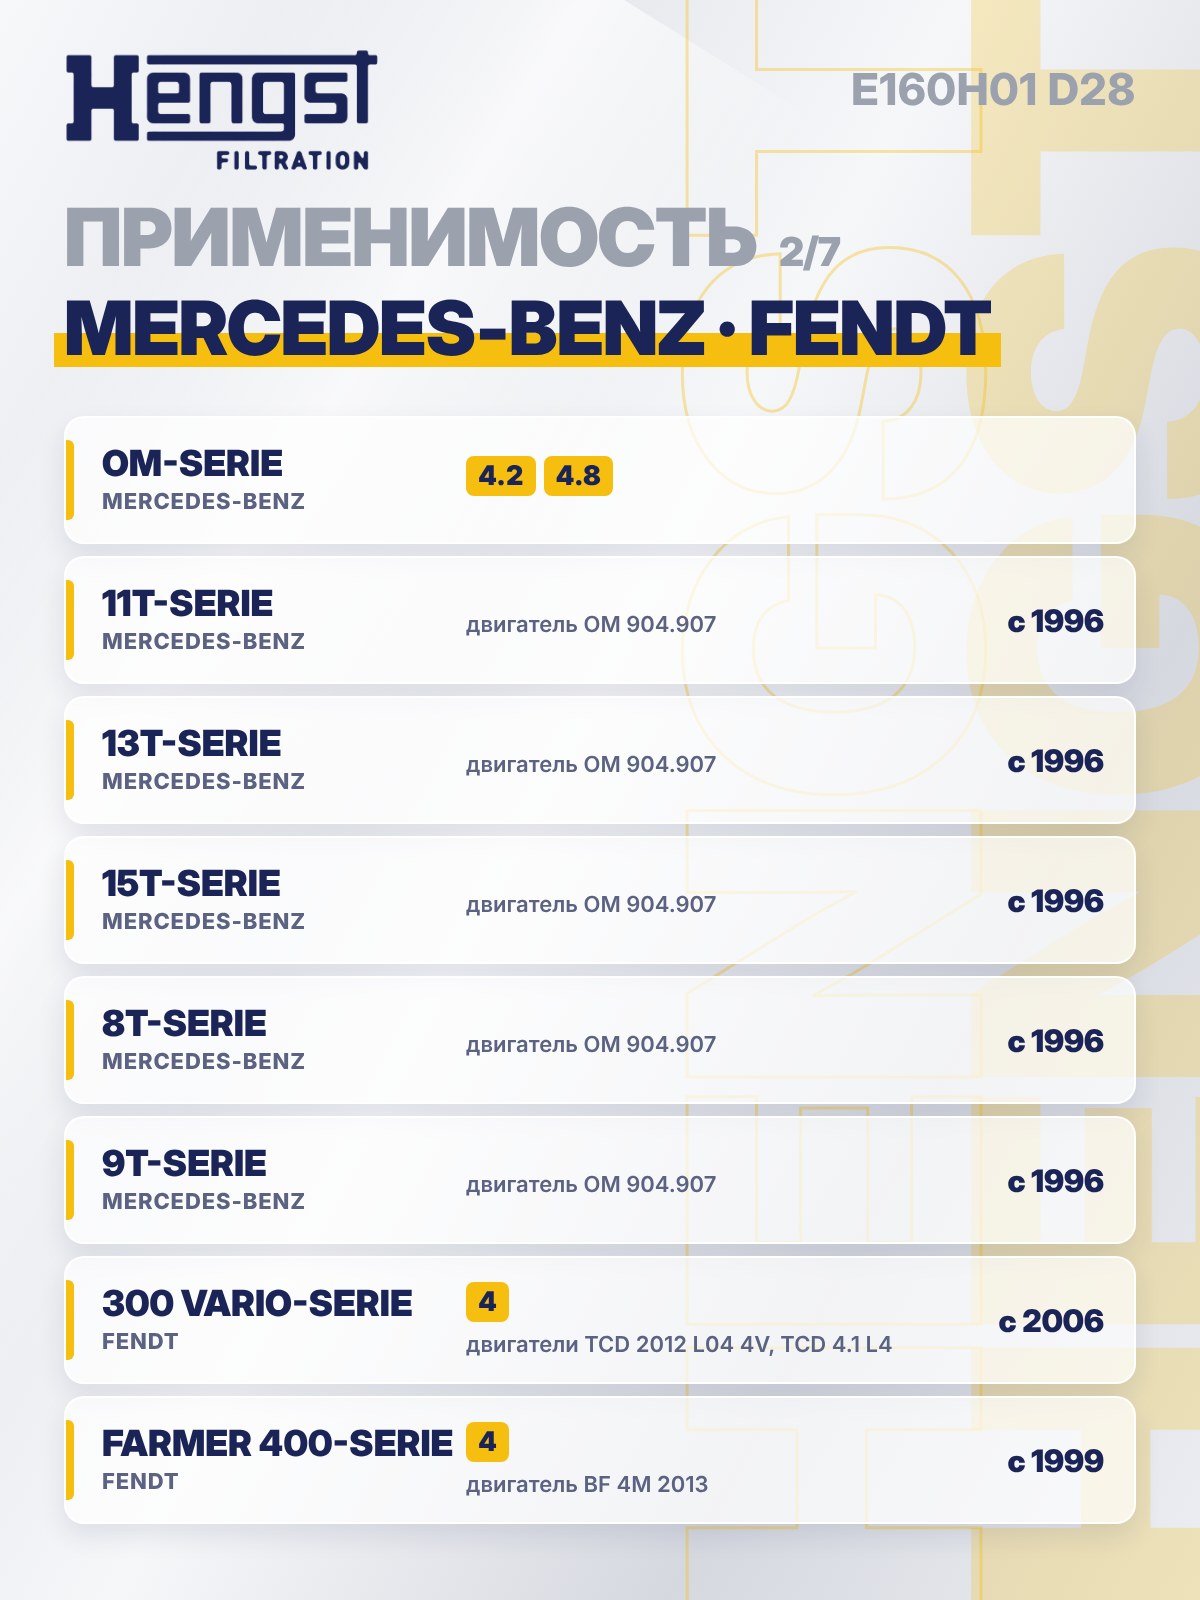 Hengst
FILTRATION
E160H01 D28
ПРИМЕНИМОСТЬ 2/7
MERCEDES-BENZ · FENDT
OM-SERIE
MERCEDES-BENZ
4.2 4.8
11T-SERIE
MERCEDES-BENZ
двигатель OM 904.907
с 1996
13T-SERIE
MERCEDES-BENZ
двигатель OM 904.907
с 1996
15T-SERIE
MERCEDES-BENZ
двигатель OM 904.907
с 1996
8T-SERIE
MERCEDES-BENZ
двигатель OM 904.907
с 1996
9T-SERIE
MERCEDES-BENZ
двигатель OM 904.907
с 1996
300 VARIO-SERIE
FENDT
4
двигатели TCD 2012 L04 4V, TCD 4.1 L4
с 2006
FARMER 400-SERIE
FENDT
4
двигатель BF 4M 2013
с 1999
HENGST
HENGST